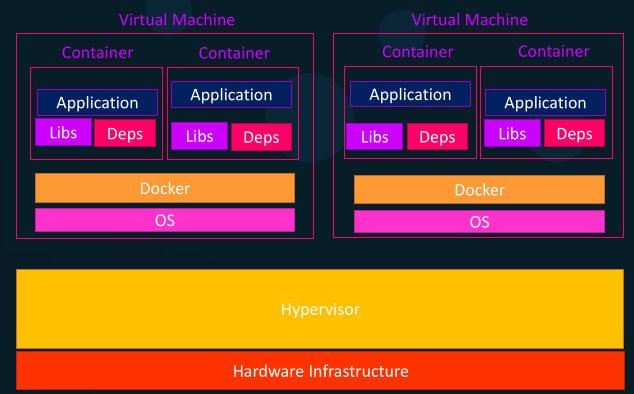 Virtual Machine
Virtual Machine
Container
Container
Container
Container
Application
Application
Application
Application
Libs
Deps
Libs
Deps
Libs
Deps
Libs
Deps
Docker
Docker
OS
OS
Hypervisor
Hardware Infrastructure